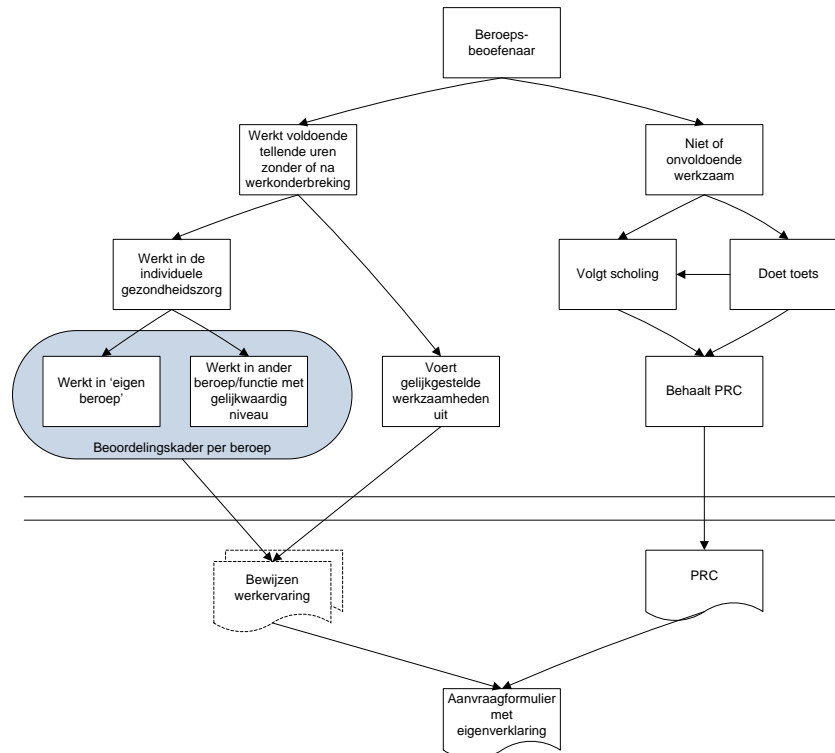 Beroeps-
beoefenaar
Werkt voldoende
tellende uren
zonder of na
werkonderbreking
Niet of
onvoldoende
werkzaam
Werkt in de
individuele
gezondheidszorg
Volgt scholing
Doet toets
Werkt in ‘eigen
beroep’
Werkt in ander
beroep/functie met
gelijkwaardig
niveau
Voert
gelijkgestelde
werkzaamheden
uit
Behaalt PRC
Beoordelingskader per beroep
Bewijzen
werkervaring
PRC
Aanvraagformulier
met
eigenverklaring